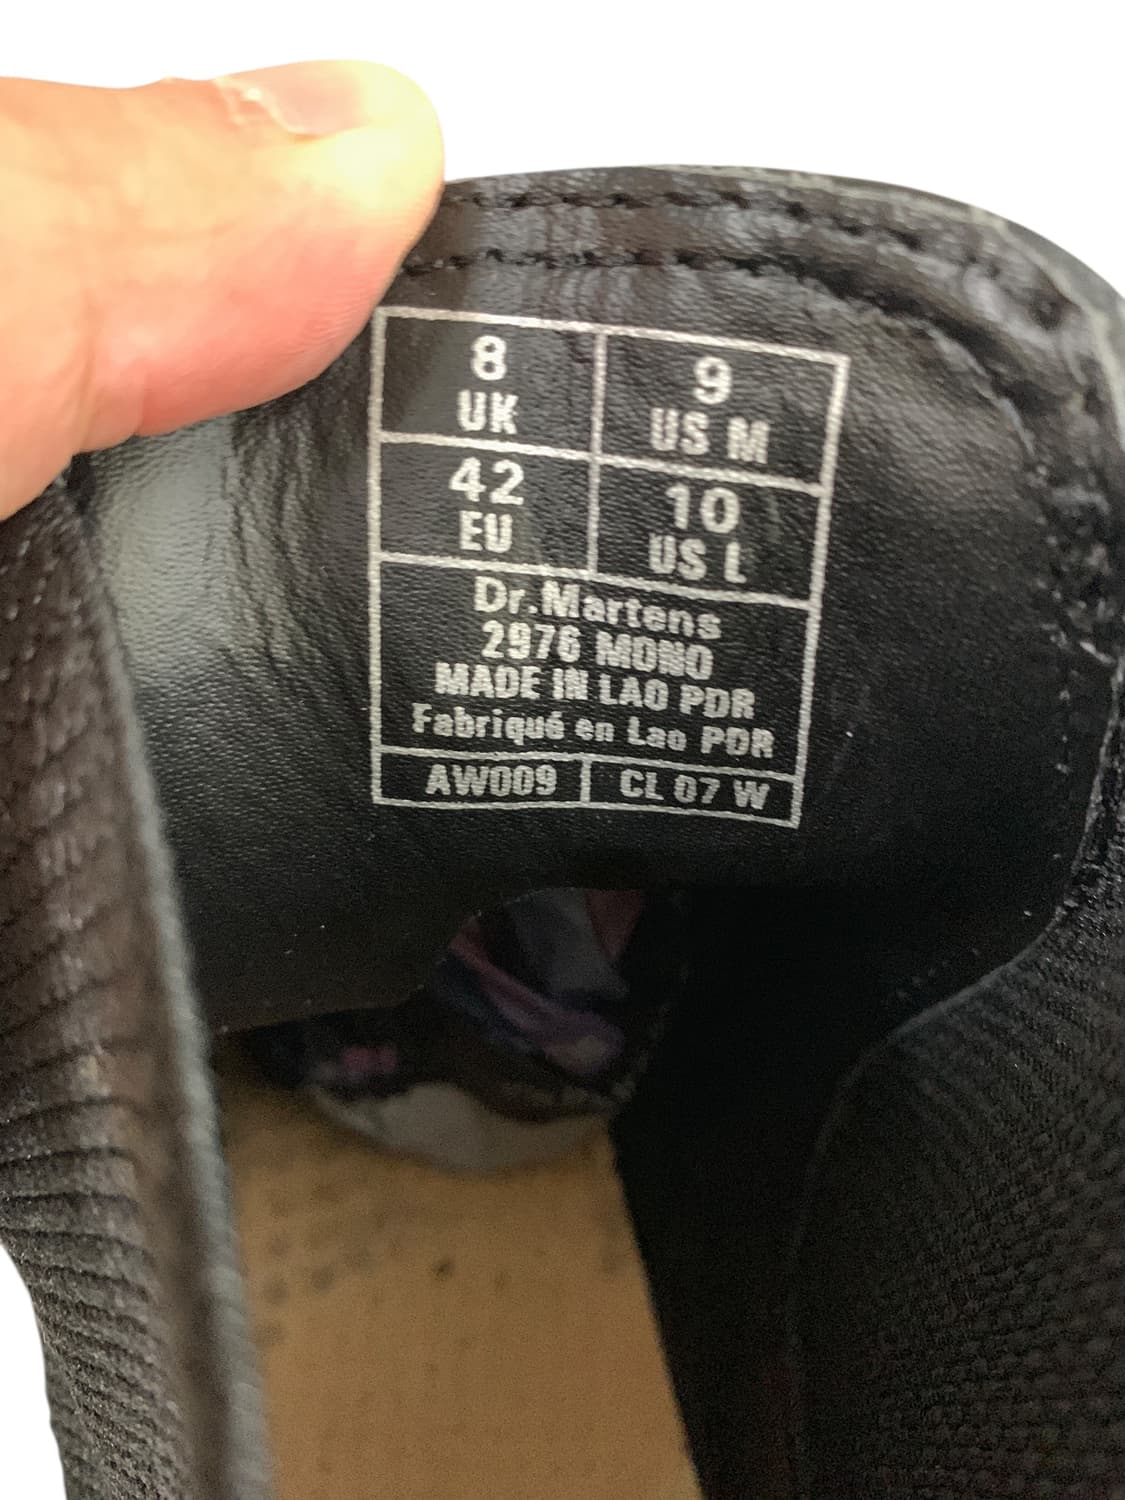 8
UK
9
US M
42
EU
10
US L
Dr.Martens
2976 MONO
MADE IN LAO PDR
Fabriqué en Lao PDR
AW009
CL 07 W